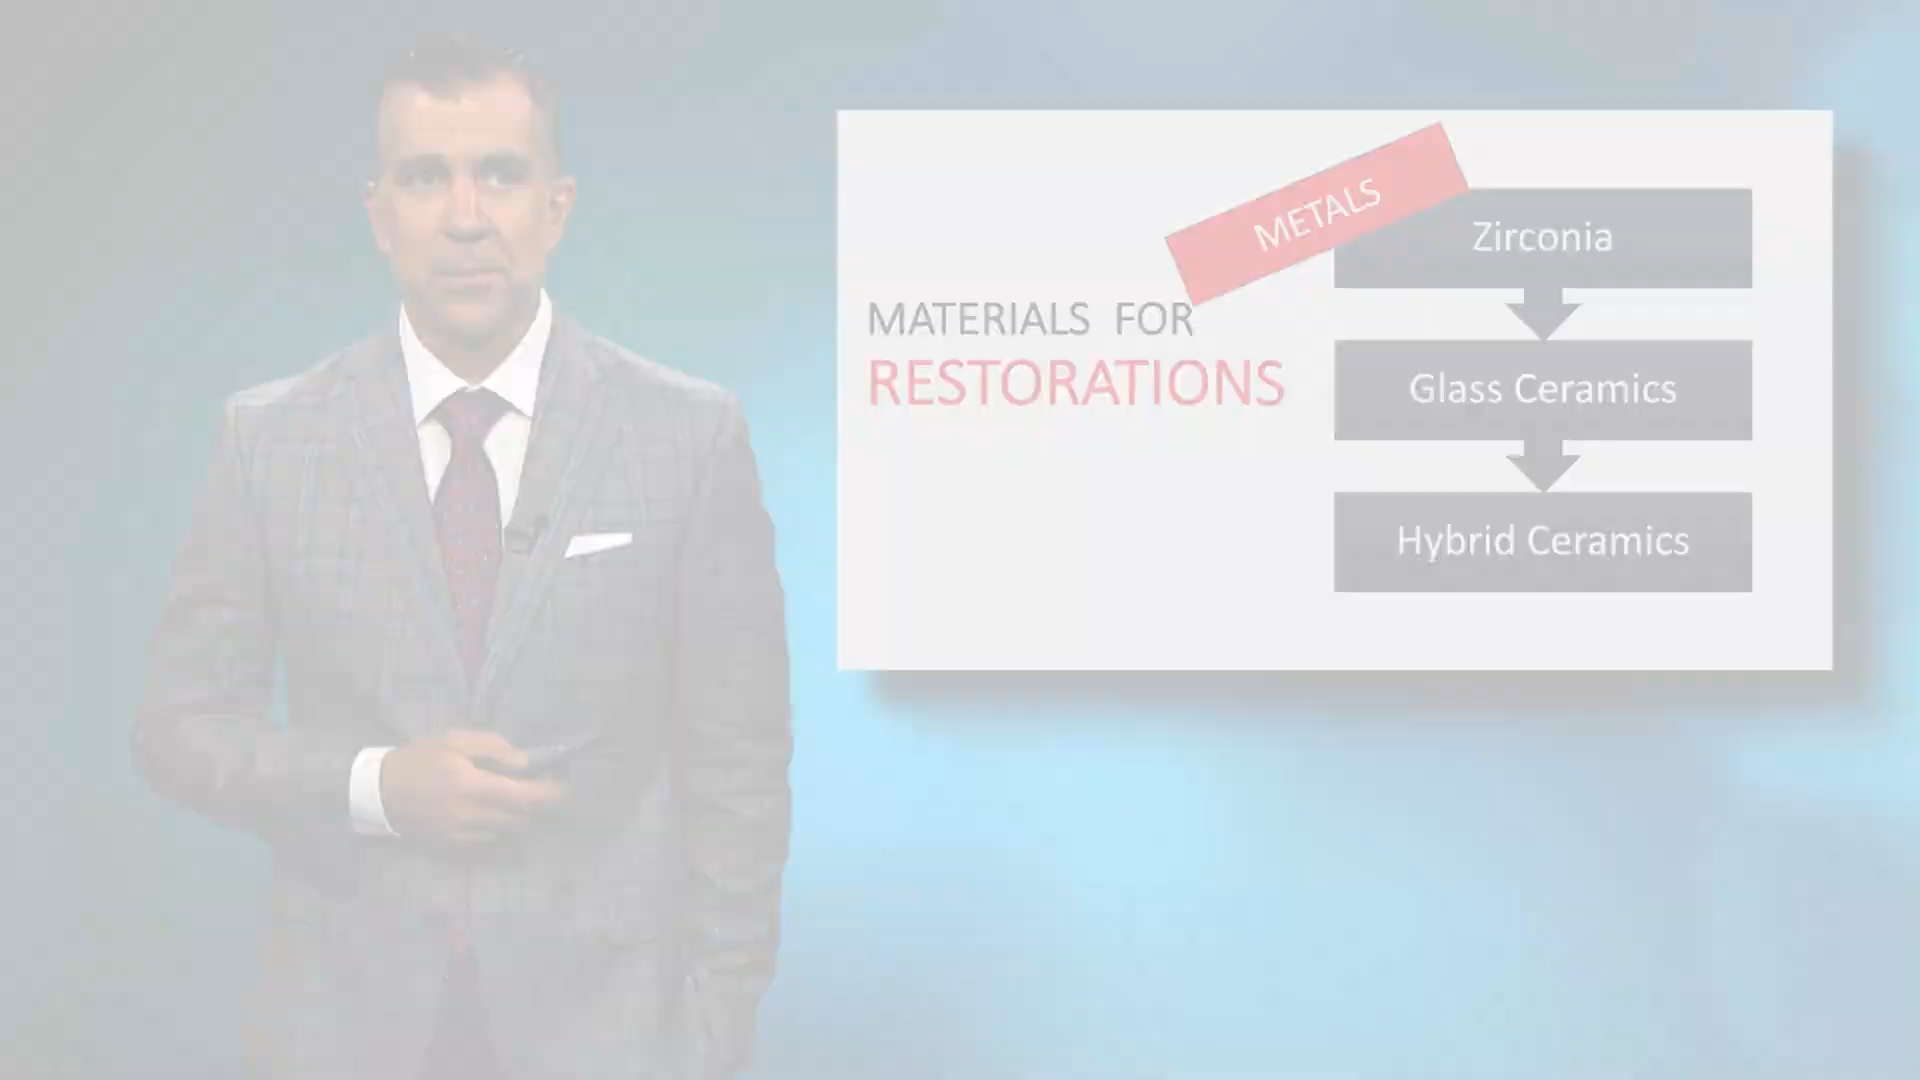 METALS
MATERIALS FOR
RESTORATIONS
Zirconia
Glass Ceramics
Hybrid Ceramics